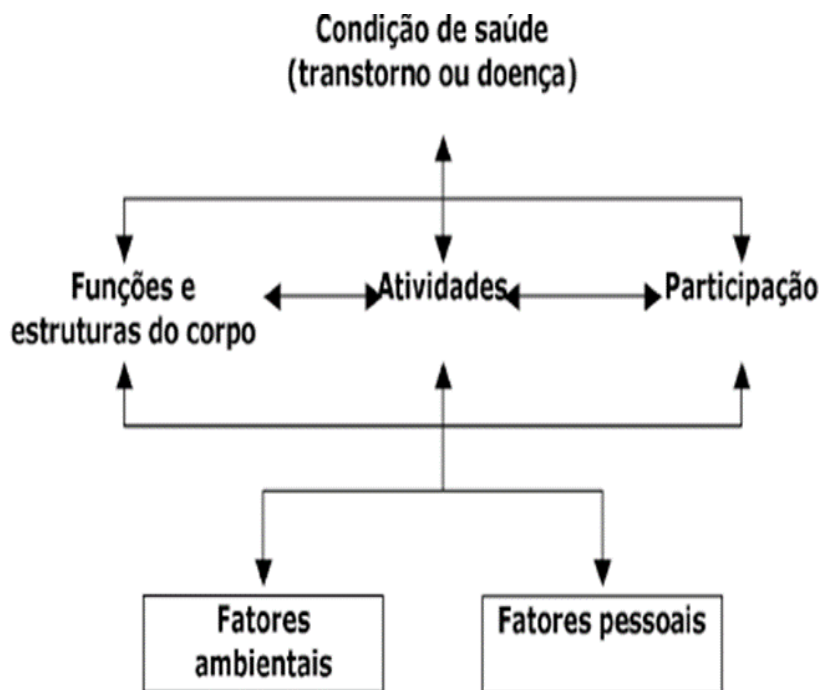 Condição de saúde
(transtorno ou doença)
Funções e
estruturas do corpo
Atividades
Participação
Fatores
ambientais
Fatores pessoais